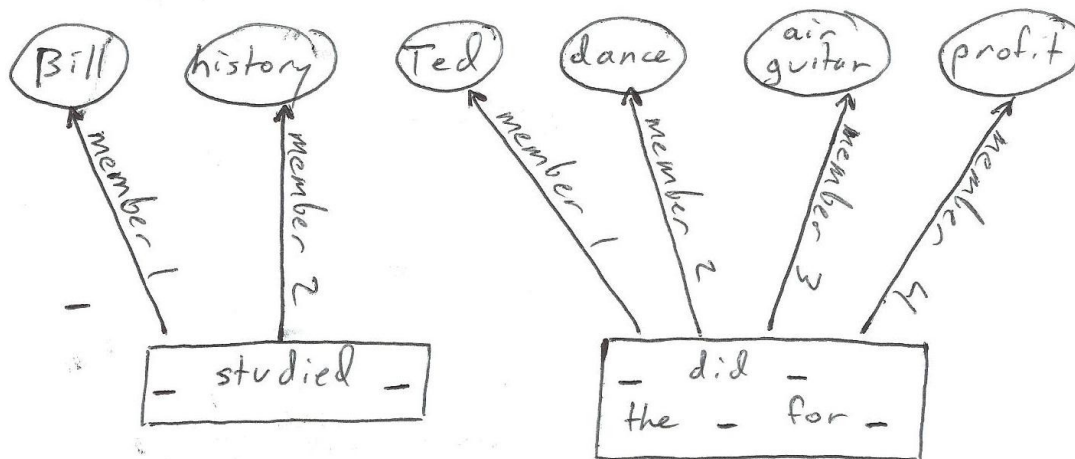 Bill history Ted dance air guitar profit
member 1 member 2 member 1 member 2 member 3 member 4
_ studied _
_ did _
the _ for _